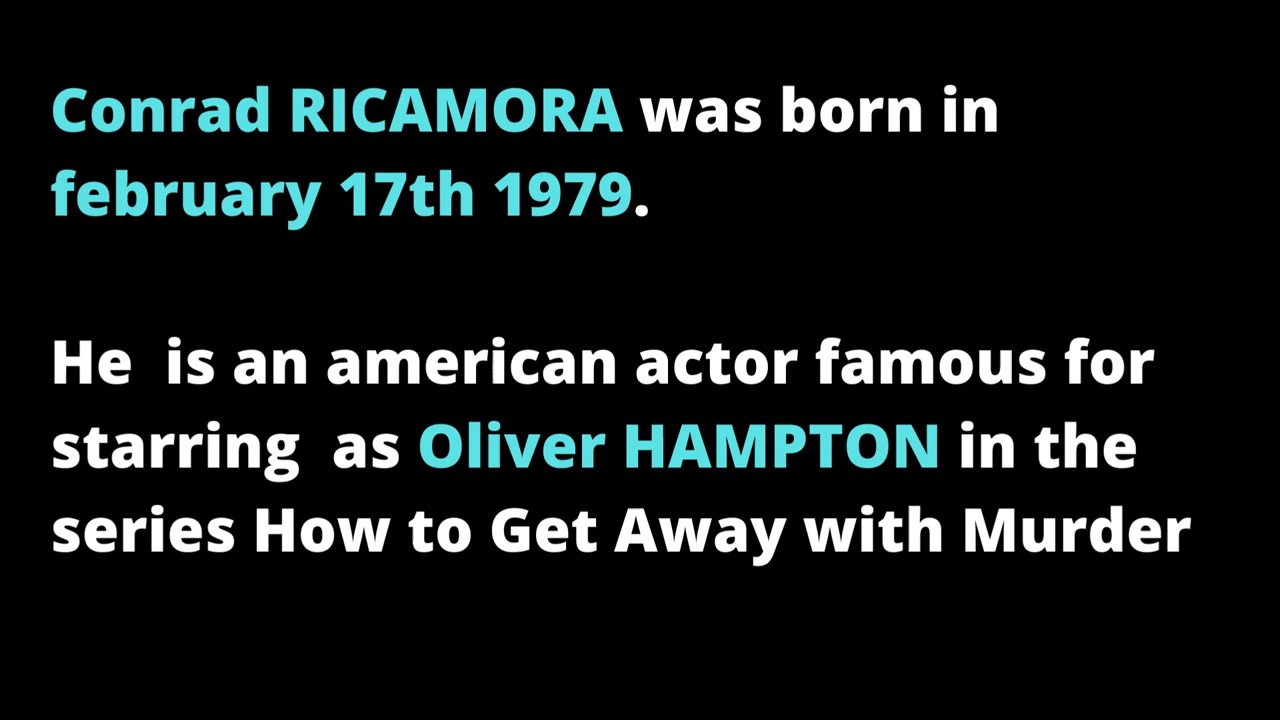 Conrad RICAMORA was born in
february 17th 1979.
He  is an american actor famous for
starring  as Oliver HAMPTON in the
series How to Get Away with Murder